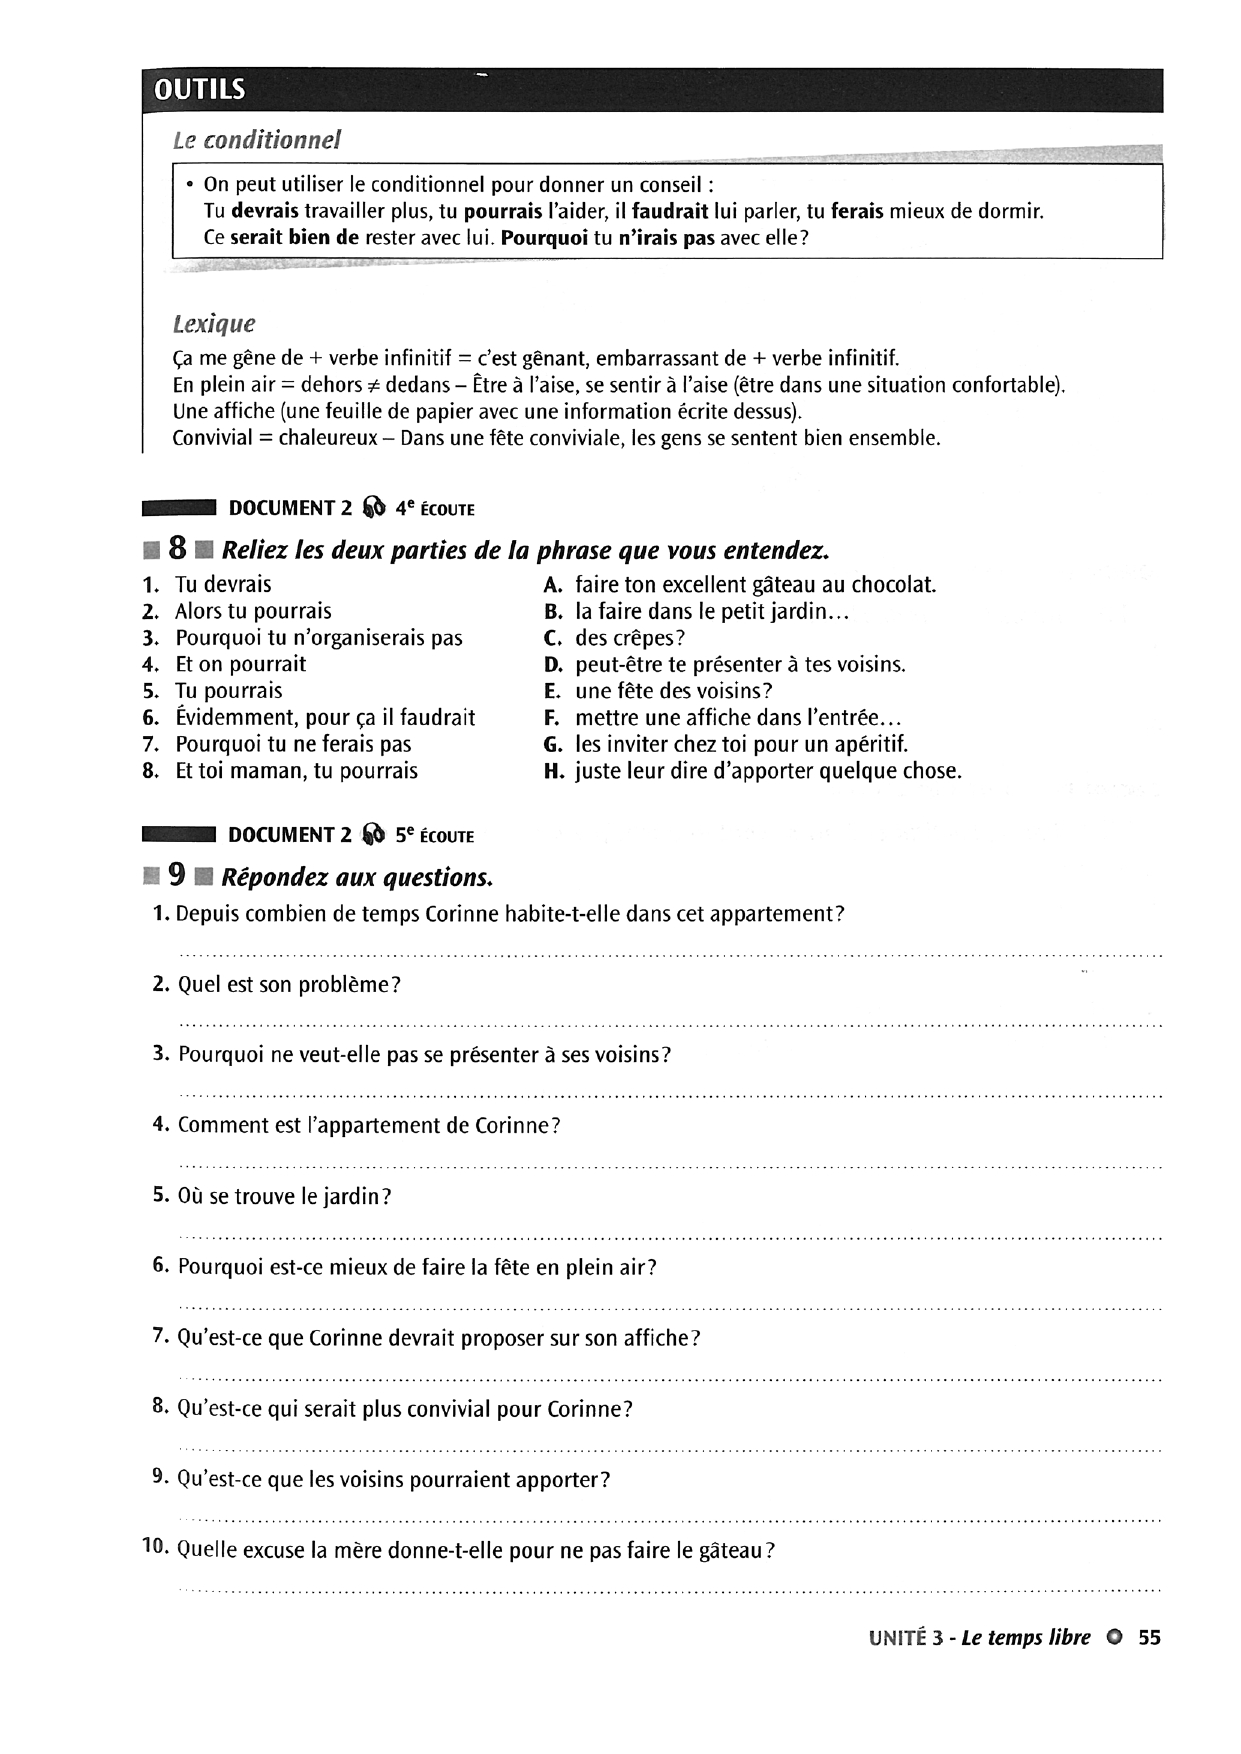 OUTILS
Le conditionnel
• On peut utiliser le conditionnel pour donner un conseil :
Tu devrais travailler plus, tu pourrais l'aider, il faudrait lui parler, tu ferais mieux de dormir.
Ce serait bien de rester avec lui. Pourquoi tu n'irais pas avec elle?
Lexique
Ça me gêne de + verbe infinitif = c'est gênant, embarrassant de + verbe infinitif.
En plein air = dehors ≠ dedans – Être à l'aise, se sentir à l'aise (être dans une situation confortable).
Une affiche (une feuille de papier avec une information écrite dessus).
Convivial = chaleureux – Dans une fête conviviale, les gens se sentent bien ensemble.
DOCUMENT 2 4e ÉCOUTE
8 Reliez les deux parties de la phrase que vous entendez.
1. Tu devrais A. faire ton excellent gâteau au chocolat.
2. Alors tu pourrais B. la faire dans le petit jardin...
3. Pourquoi tu n'organiserais pas C. des crêpes?
4. Et on pourrait D. peut-être te présenter à tes voisins.
5. Tu pourrais E. une fête des voisins?
6. Évidemment, pour ça il faudrait F. mettre une affiche dans l'entrée...
7. Pourquoi tu ne ferais pas G. les inviter chez toi pour un apéritif.
8. Et toi maman, tu pourrais H. juste leur dire d'apporter quelque chose.
DOCUMENT 2 5e ÉCOUTE
9 Répondez aux questions.
1. Depuis combien de temps Corinne habite-t-elle dans cet appartement?
2. Quel est son problème?
3. Pourquoi ne veut-elle pas se présenter à ses voisins?
4. Comment est l'appartement de Corinne?
5. Où se trouve le jardin?
6. Pourquoi est-ce mieux de faire la fête en plein air?
7. Qu'est-ce que Corinne devrait proposer sur son affiche?
8. Qu'est-ce qui serait plus convivial pour Corinne?
9. Qu'est-ce que les voisins pourraient apporter?
10. Quelle excuse la mère donne-t-elle pour ne pas faire le gâteau?
UNITÉ 3 - Le temps libre 55